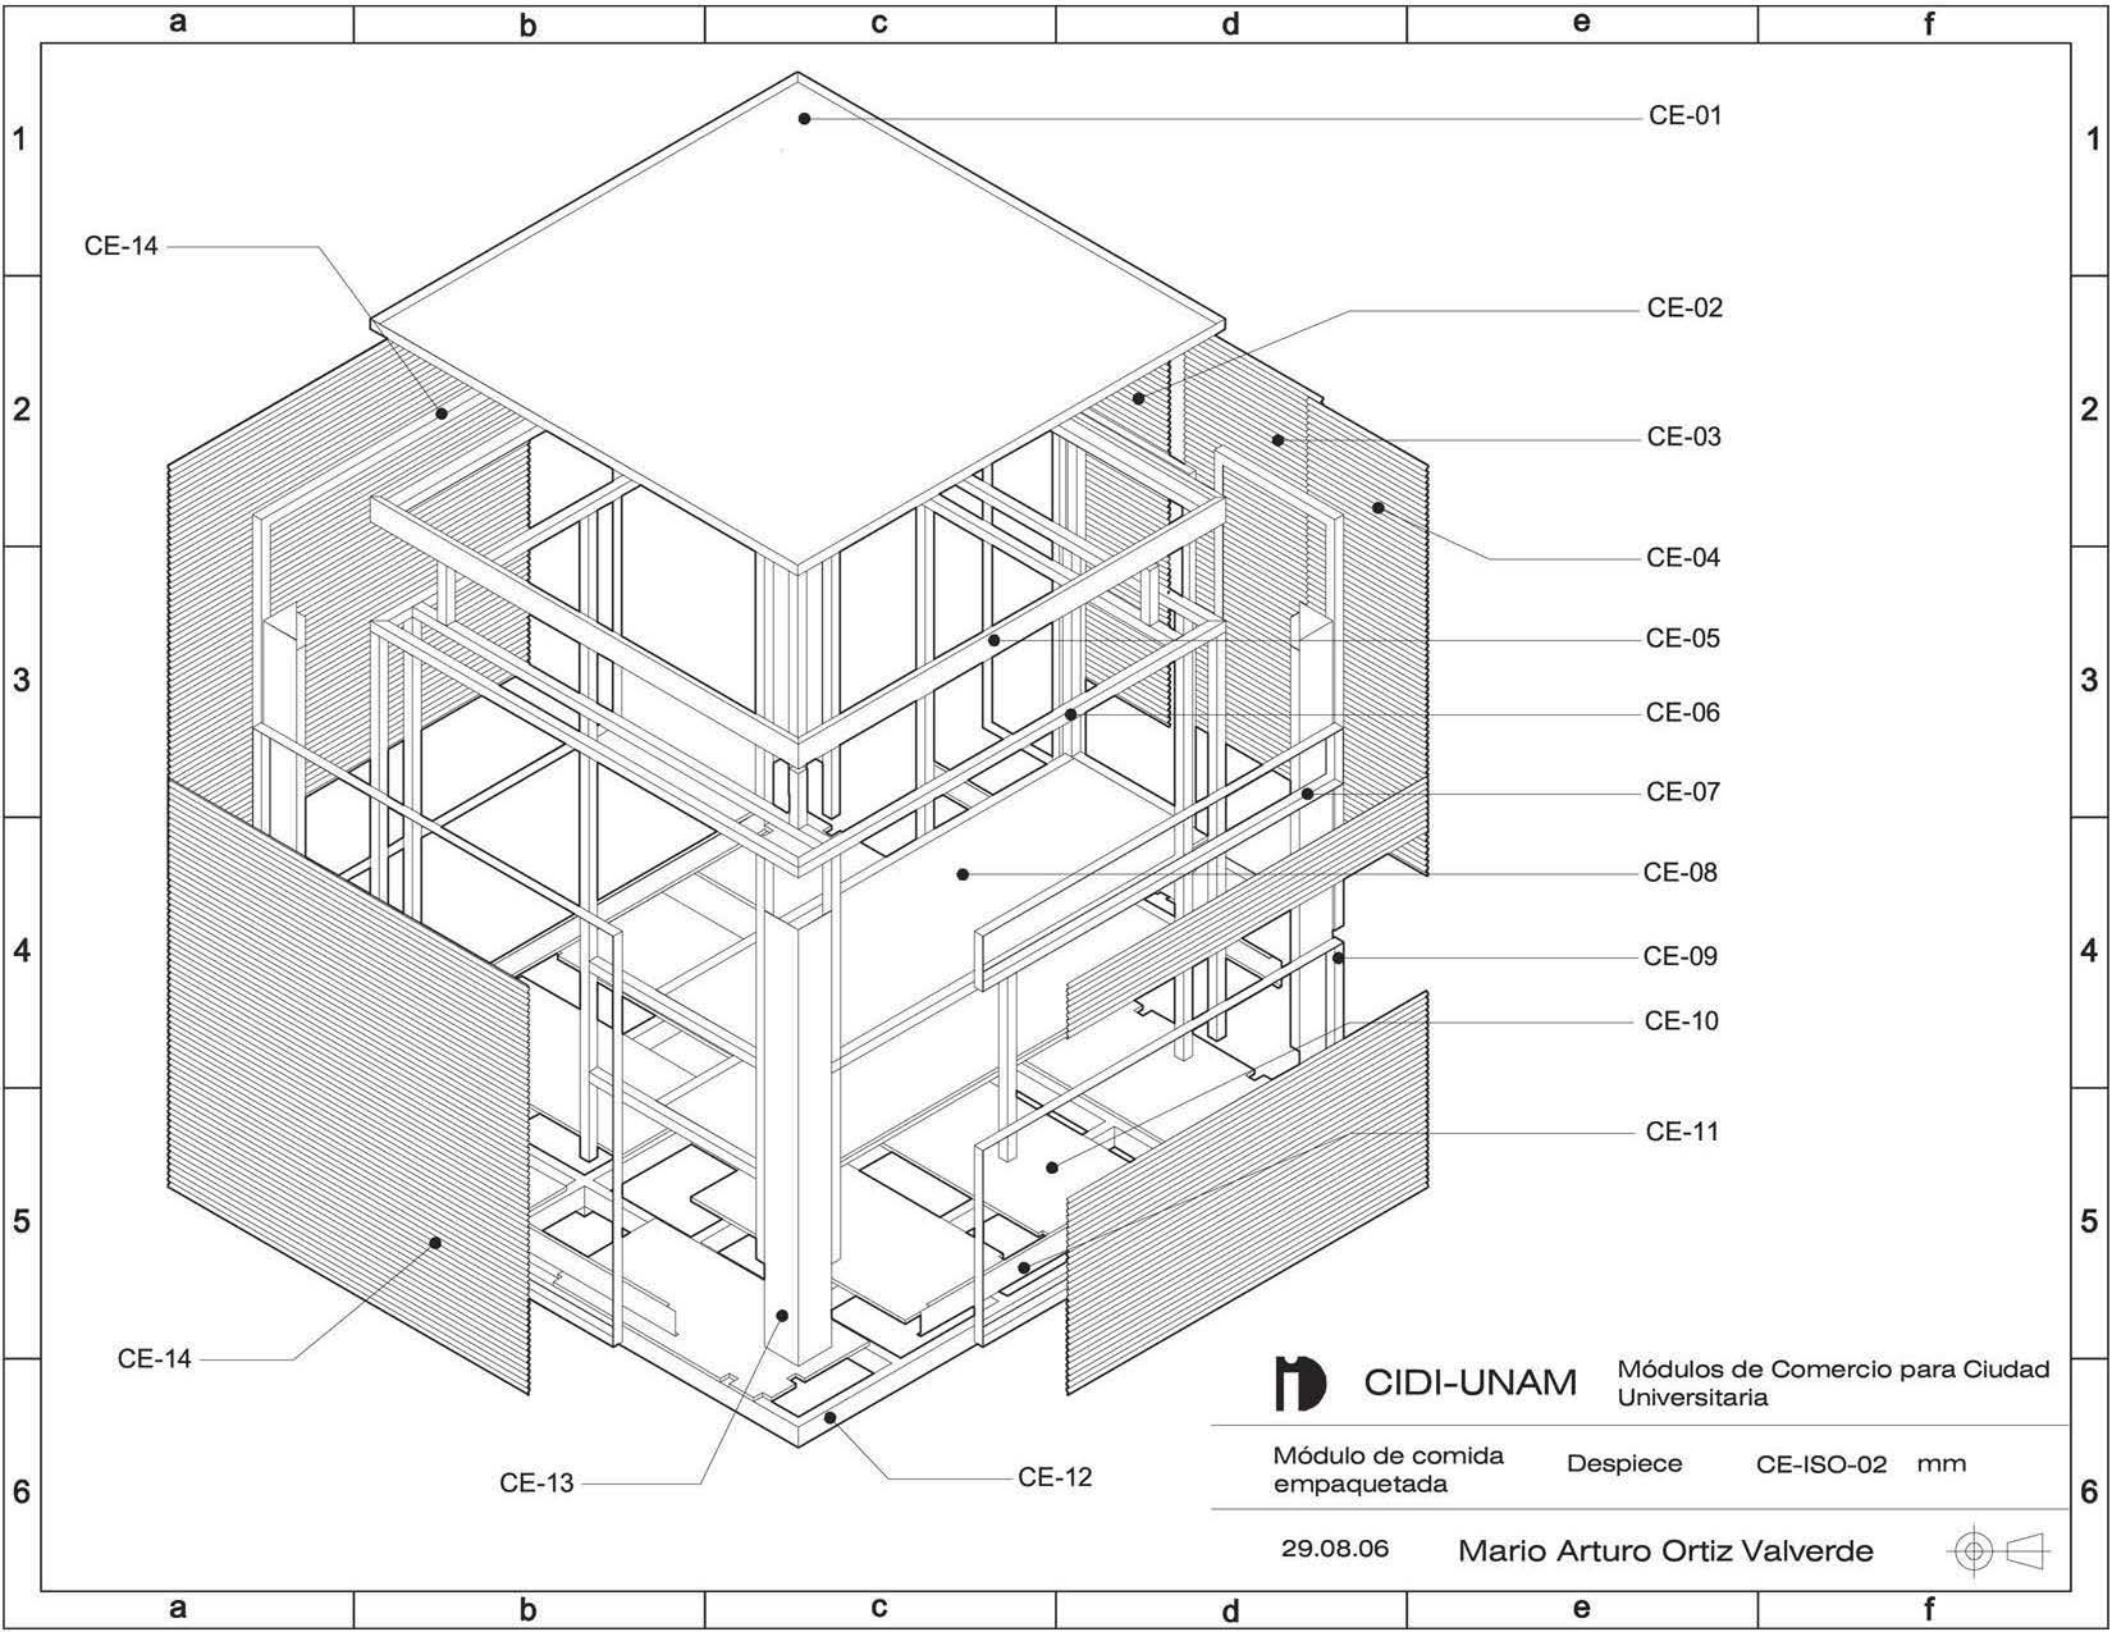 a b c d e f
1 1
CE-01
CE-14
CE-02
2 2
CE-03
CE-04
CE-05
3 3
CE-06
CE-07
CE-08
4 4
CE-09
CE-10
CE-11
5 5
CE-14
CIDI-UNAM
Módulos de Comercio para Ciudad
Universitaria
CE-13
CE-12
Módulo de comida
empaquetada
Despiece
CE-ISO-02 mm
6 6
29.08.06 Mario Arturo Ortiz Valverde
a b c d e f